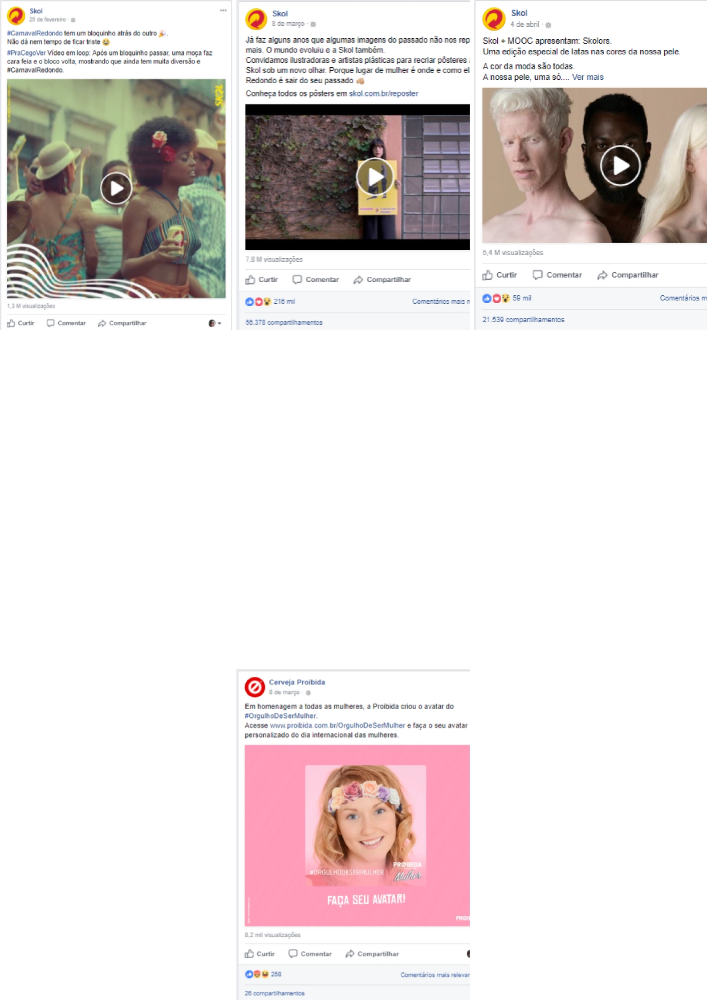 Skol
25 de fevereiro
#CarnavalRedondo tem um bloquinho atrás do outro
Não dá nem tempo de ficar triste
#PraCegoVer Vídeo em loop: Após um bloquinho passar, uma moça faz
cara feia e o bloco volta, mostrando que ainda tem muita diversão e
#CarnavalRedondo.
SKOL
1,3 M visualizações
Curtir Comentar Compartilhar
Skol
8 de março
Já faz alguns anos que algumas imagens do passado não nos rep
mais. O mundo evoluiu e a Skol também.
Convidamos ilustradoras e artistas plásticas para recriar pôsteres
Skol sob um novo olhar. Porque lugar de mulher é onde e como el
Redondo é sair do seu passado
Conheça todos os pôsters em skol.com.br/reposter
7,8 M visualizações
Curtir Comentar Compartilhar
216 mil Comentários mais r
56.378 compartilhamentos
Skol
4 de abril
Skol + MOOC apresentam: Skolors.
Uma edição especial de latas nas cores da nossa pele.
A cor da moda são todas.
A nossa pele, uma só.... Ver mais
5,4 M visualizações
Curtir Comentar Compartilhar
59 mil Comentários m
21.539 compartilhamentos
Cerveja Proibida
8 de março
Em homenagem a todas as mulheres, a Proibida criou o avatar do
#OrgulhoDeSerMulher.
Acesse www.proibida.com.br/OrgulhoDeSerMulher e faça o seu avatar
personalizado do dia internacional das mulheres.
#ORGULHODESERMULHER
PRØIBIDA
Mulher
FAÇA SEU AVATAR!
PRØI
8,2 mil visualizações
Curtir Comentar Compartilhar
258 Comentários mais relevan
26 compartilhamentos